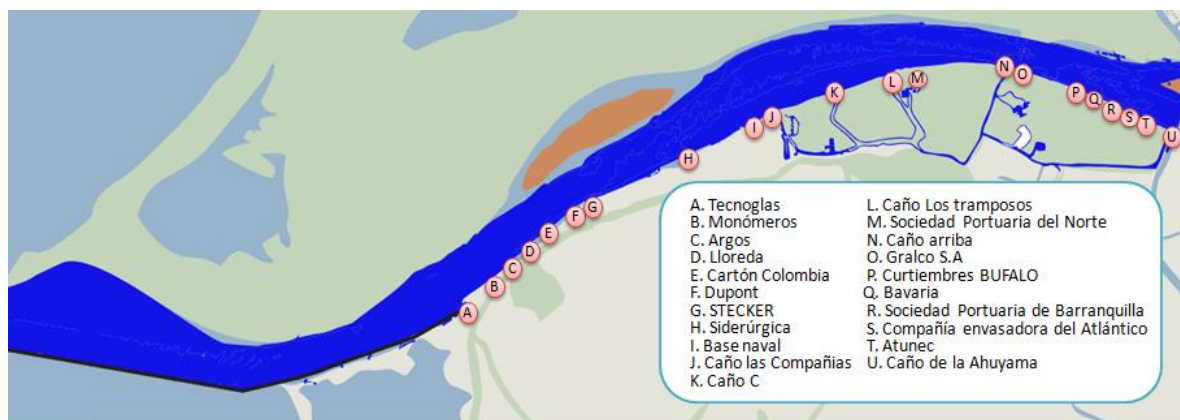 N
O
L
M
K
P
Q
R
J
S
I
T
U
H
G
F
E
D
C
B
A
A. Tecnoglas
B. Monómeros
C. Argos
D. Lloreda
E. Cartón Colombia
F. Dupont
G. STECKER
H. Siderúrgica
I. Base naval
J. Caño las Compañias
K. Caño C
L. Caño Los tramposos
M. Sociedad Portuaria del Norte
N. Caño arriba
O. Gralco S.A
P. Curtiembres BUFALO
Q. Bavaria
R. Sociedad Portuaria de Barranquilla
S. Compañía envasadora del Atlántico
T. Atunec
U. Caño de la Ahuyama